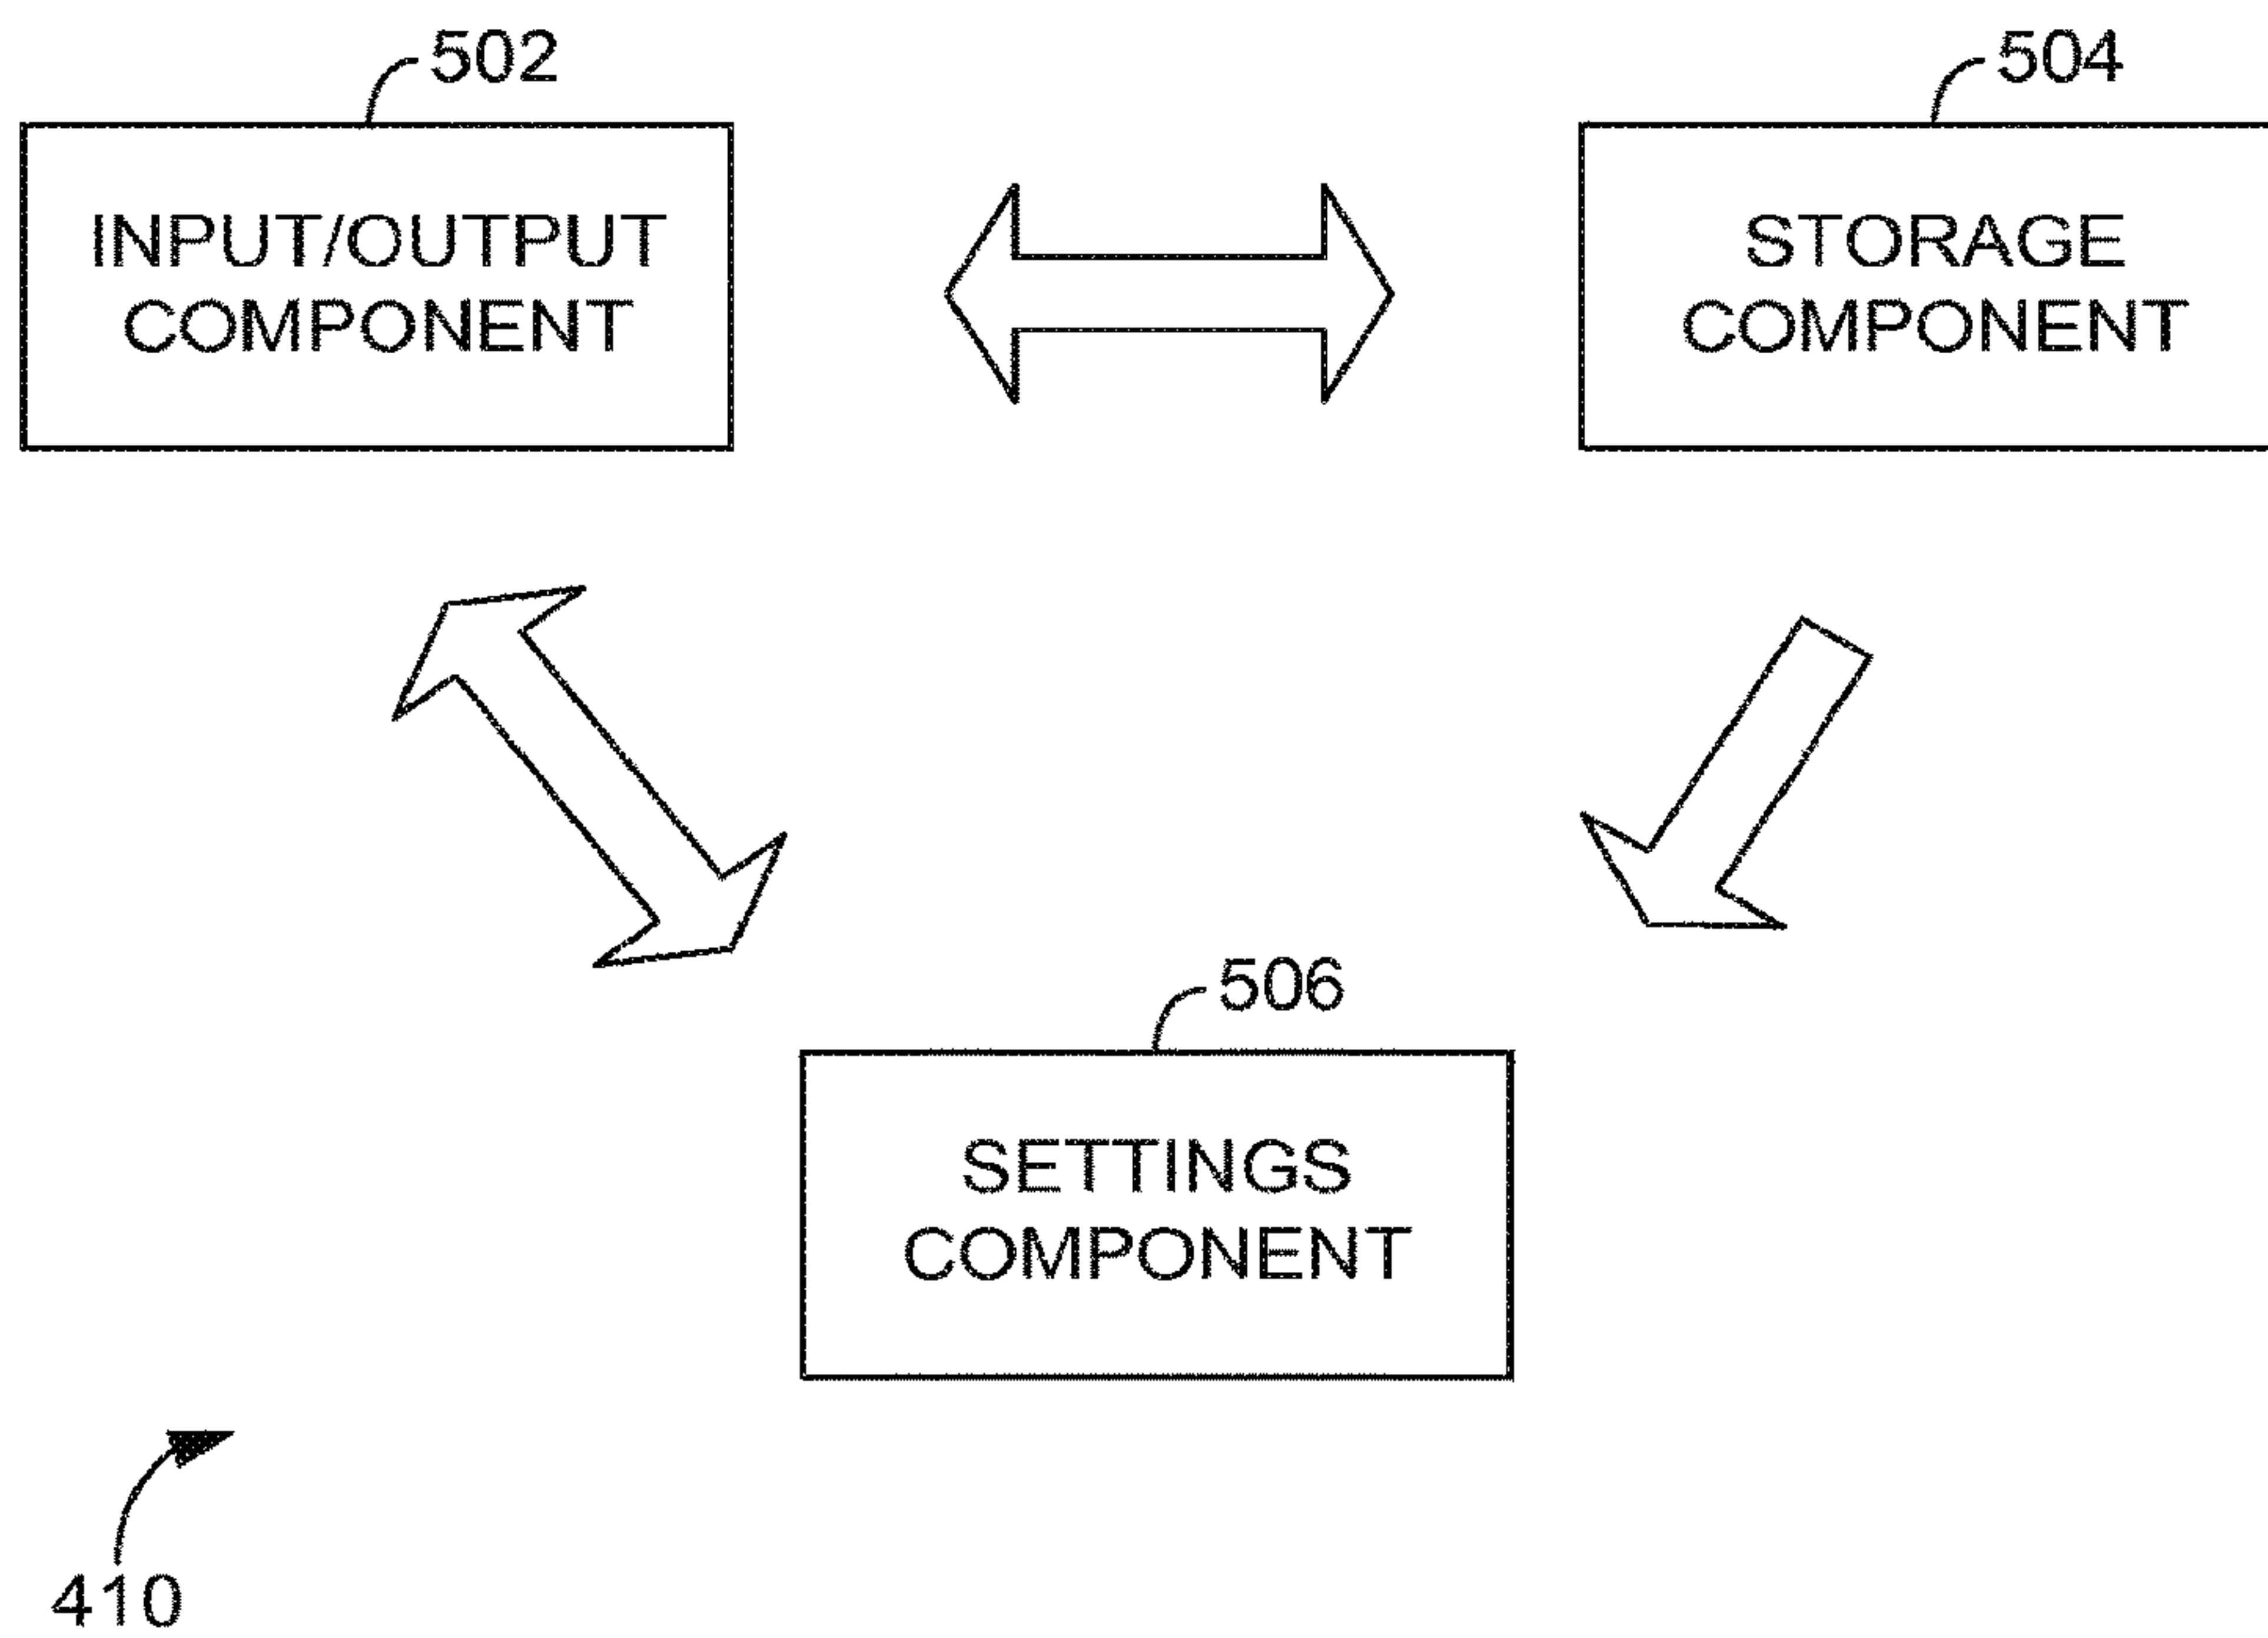 502
504
INPUT/OUTPUT
COMPONENT
STORAGE
COMPONENT
506
SETTINGS
COMPONENT
410